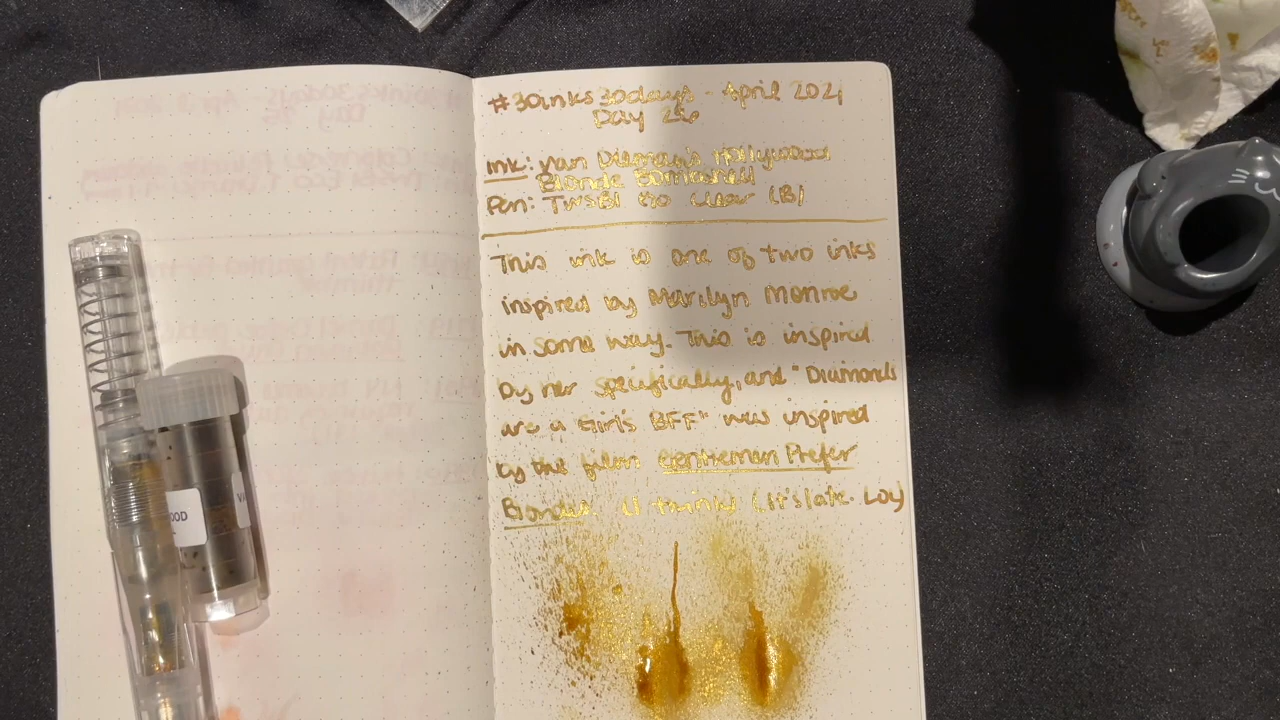 #30inks30days - April 2021
Day 26
Ink: Van Dieman's Hollywood
Blonde Bombshell
Pen: TWSBI Go Clear (B)
This ink is one of two inks
inspired by Marilyn Monroe
in some way. This is inspired
by her specifically, and "Diamonds
are a Girl's BFF" was inspired
by the film Gentleman Prefer
Blondes (I think) (It's late. LOL)
OOD